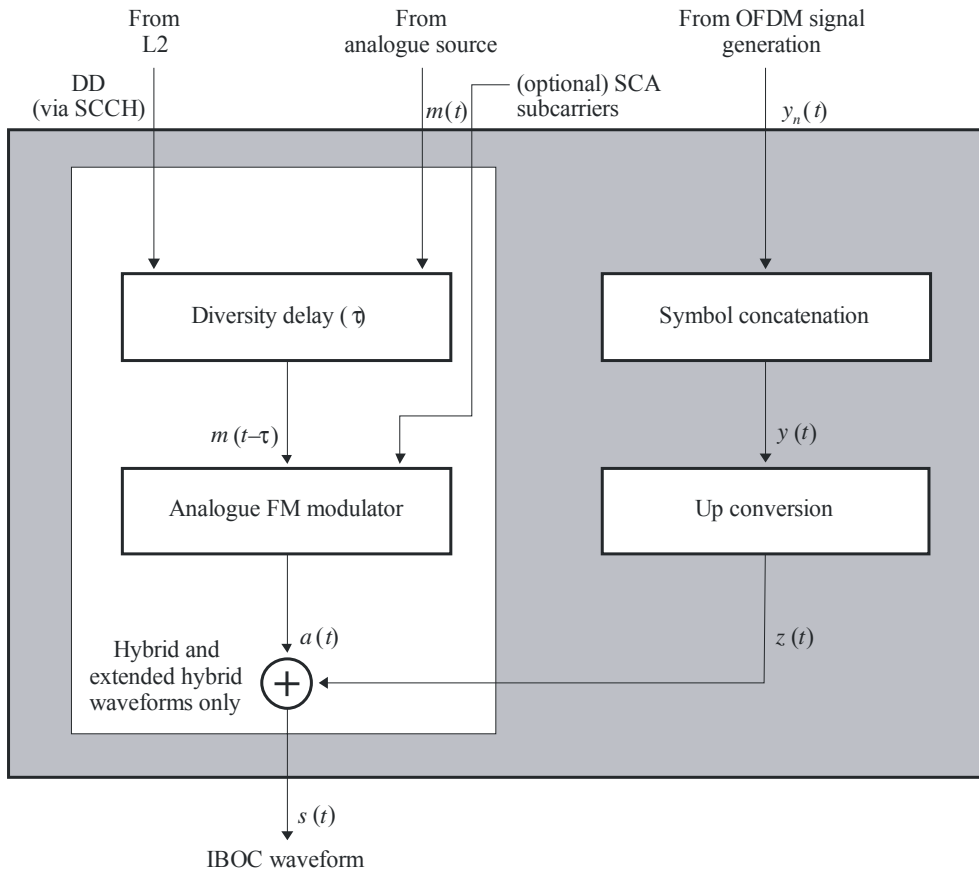 From
L2
From
analogue source
From OFDM signal
generation
DD
(via SCCH)
m(t)
(optional) SCA
subcarriers
yn(t)
Diversity delay (τ)
Symbol concatenation
m(t–τ)
y(t)
Analogue FM modulator
Up conversion
a(t)
z(t)
Hybrid and
extended hybrid
waveforms only
+
s(t)
IBOC waveform